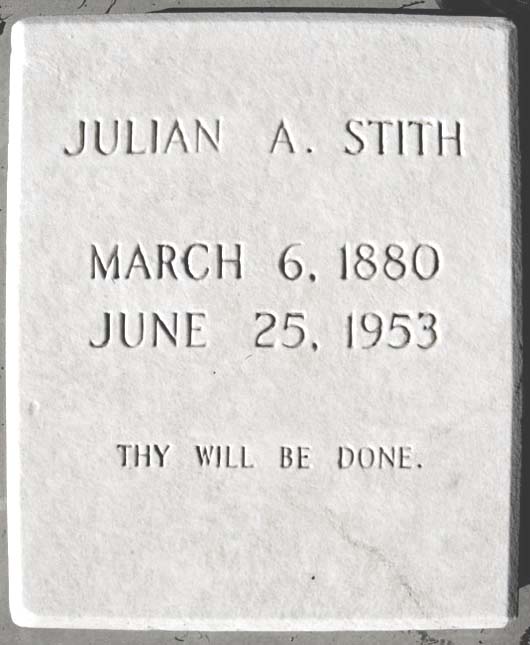 JULIAN A. STITH
MARCH 6, 1880
JUNE 25, 1953
THY WILL BE DONE.